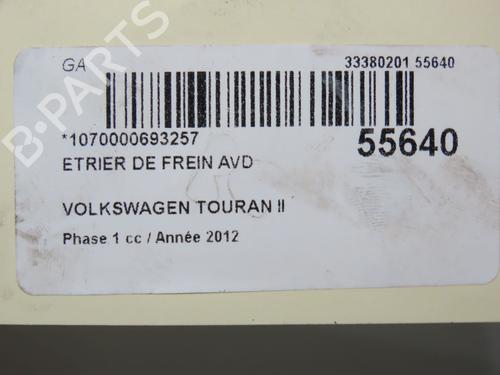 GA 33380201 55640
*1070000693257 55640
ETRIER DE FREIN AVD
VOLKSWAGEN TOURAN II
Phase 1 cc / Année 2012
B-PARTS